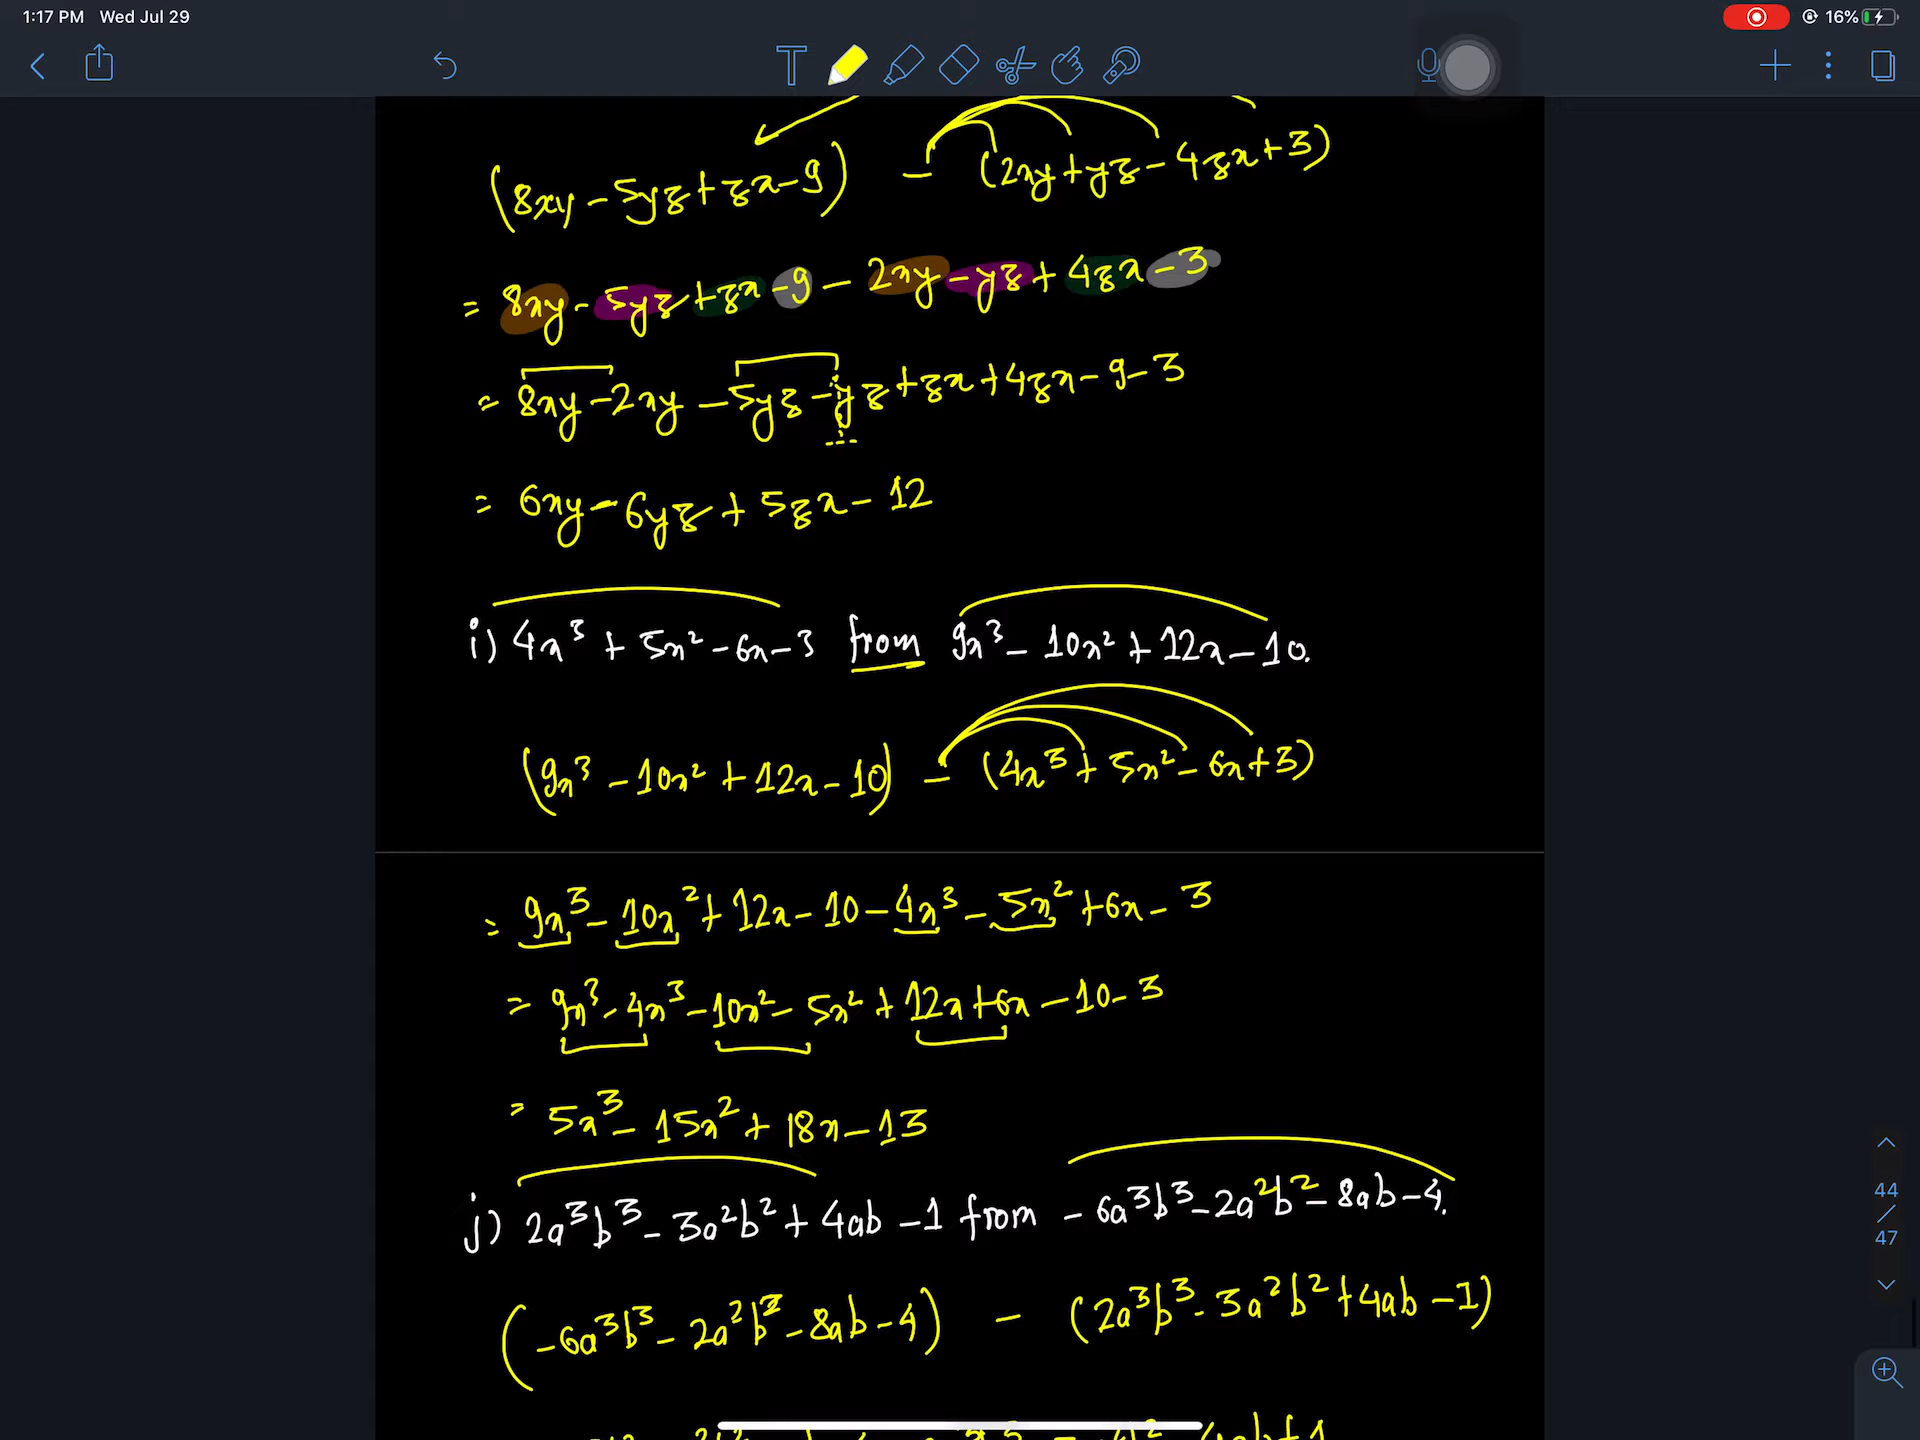 1:17 PM Wed Jul 29
16%
(8xy - 5yz + zx - 9) - (2xy + yz - 4zx + 3)
= 8xy - 5yz + zx - 9 - 2xy - yz + 4zx - 3
= 8xy - 2xy - 5yz - yz + zx + 4zx - 9 - 3
= 6xy - 6yz + 5zx - 12
i) 4x³ + 5x² - 6x - 3 from 9x³ - 10x² + 12x - 10.
(9x³ - 10x² + 12x - 10) - (4x³ + 5x² - 6x + 3)
= 9x³ - 10x² + 12x - 10 - 4x³ - 5x² + 6x - 3
= 9x³ - 4x³ - 10x² - 5x² + 12x + 6x - 10 - 3
= 5x³ - 15x² + 18x - 13
j) 2a³b³ - 3a²b² + 4ab - 1 from - 6a³b³ - 2a²b² - 8ab - 4.
(-6a³b³ - 2a²b² - 8ab - 4) - (2a³b³ - 3a²b² + 4ab - 1)
44
/
47